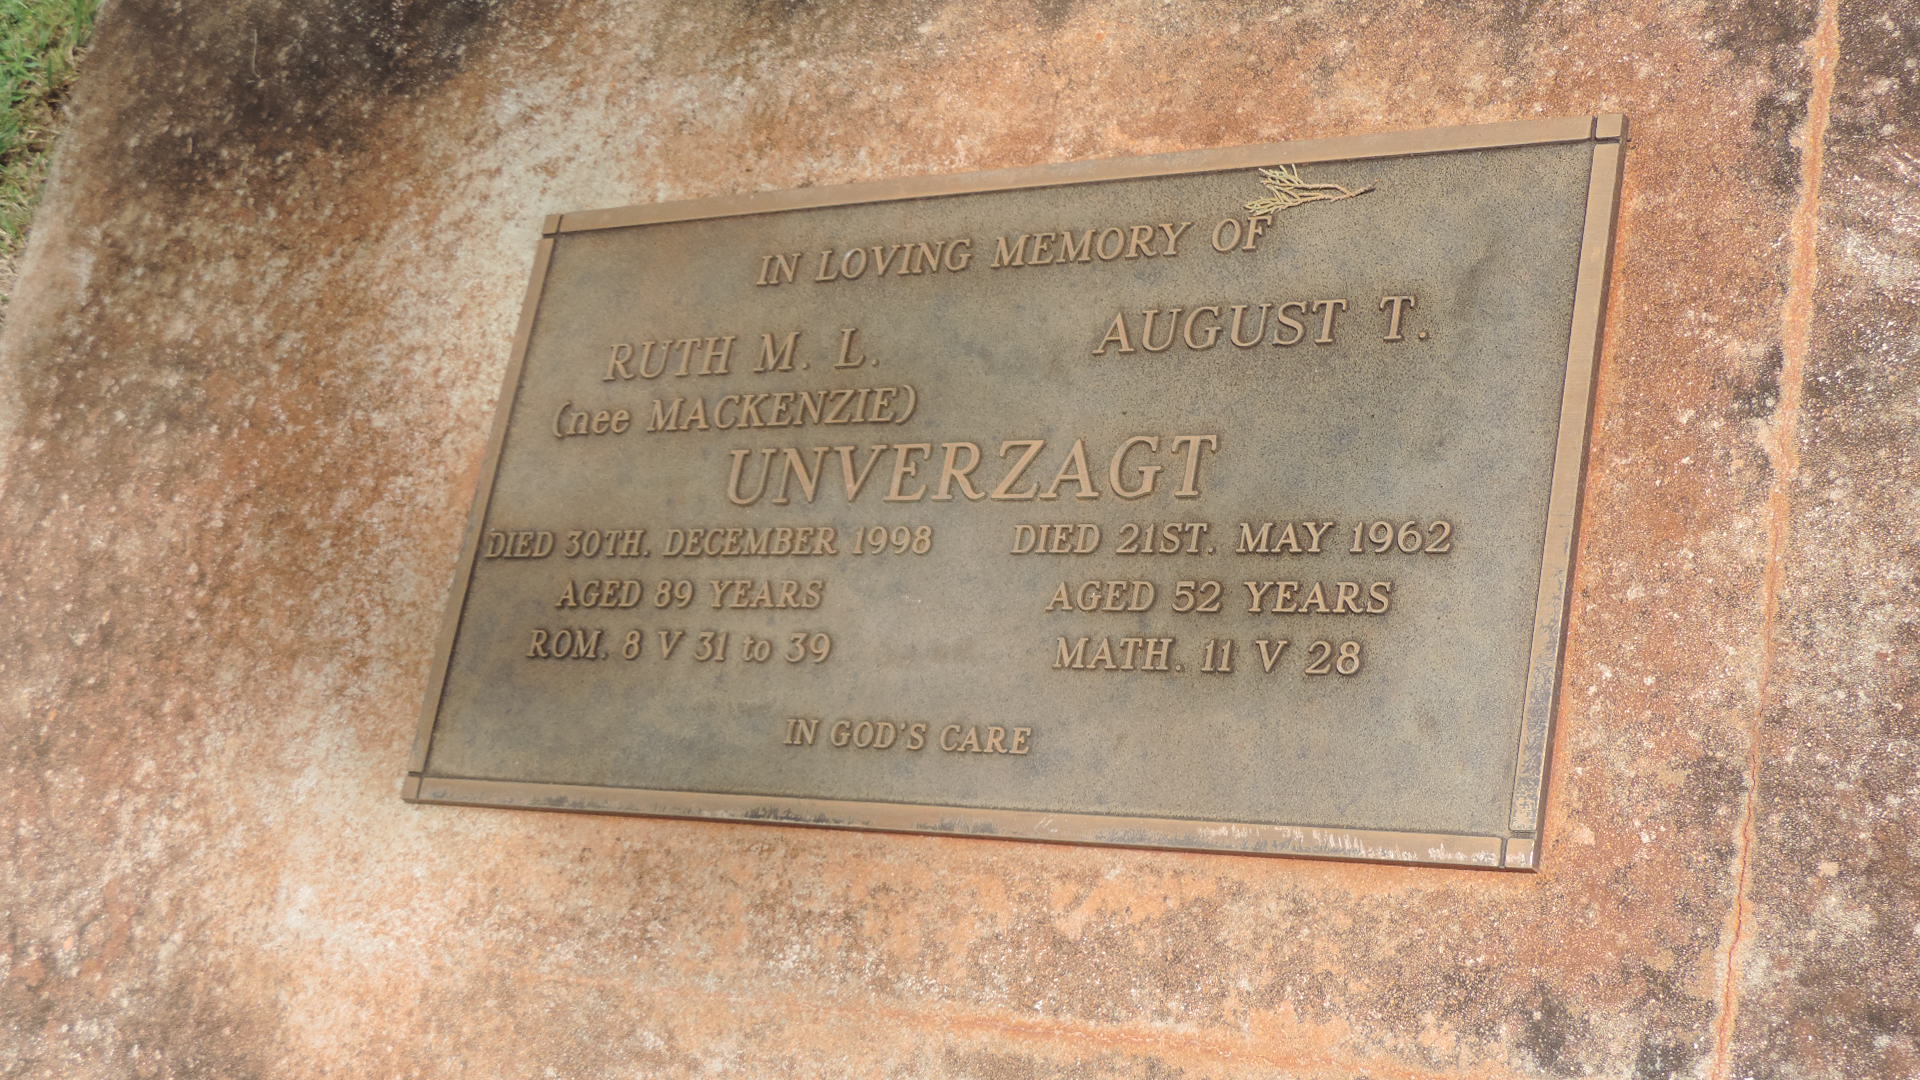 IN LOVING MEMORY OF
RUTH M. L. AUGUST T.
(nee MACKENZIE)
UNVERZAGT
DIED 30TH. DECEMBER 1998 DIED 21ST. MAY 1962
AGED 89 YEARS AGED 52 YEARS
ROM. 8 V 31 to 39 MATH. 11 V 28
IN GOD'S CARE